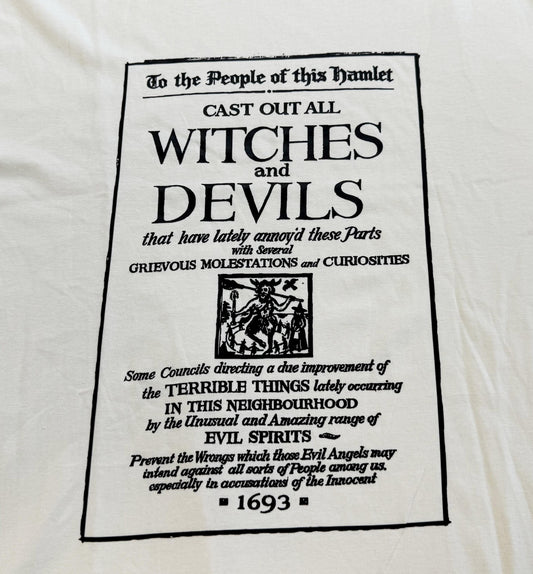 To the People of this Hamlet
CAST OUT ALL
WITCHES
and
DEVILS
that have lately annoy'd these Parts
with Several
GRIEVOUS MOLESTATIONS and CURIOSITIES
Some Councils directing a due improvement of
the TERRIBLE THINGS lately occurring
IN THIS NEIGHBOURHOOD
by the Unusual and Amazing range of
EVIL SPIRITS
Prevent the Wrongs which those Evil Angels may
intend against all sorts of People among us.
especially in accusations of the Innocent
1693